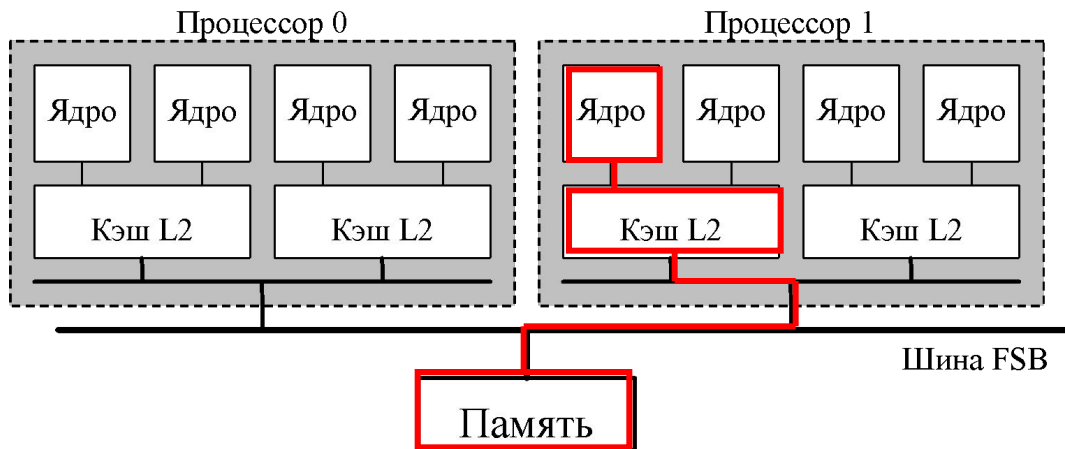 Процессор 0
Процессор 1
Ядро Ядро Ядро Ядро
Ядро Ядро Ядро Ядро
Кэш L2 Кэш L2
Кэш L2 Кэш L2
Шина FSB
Память